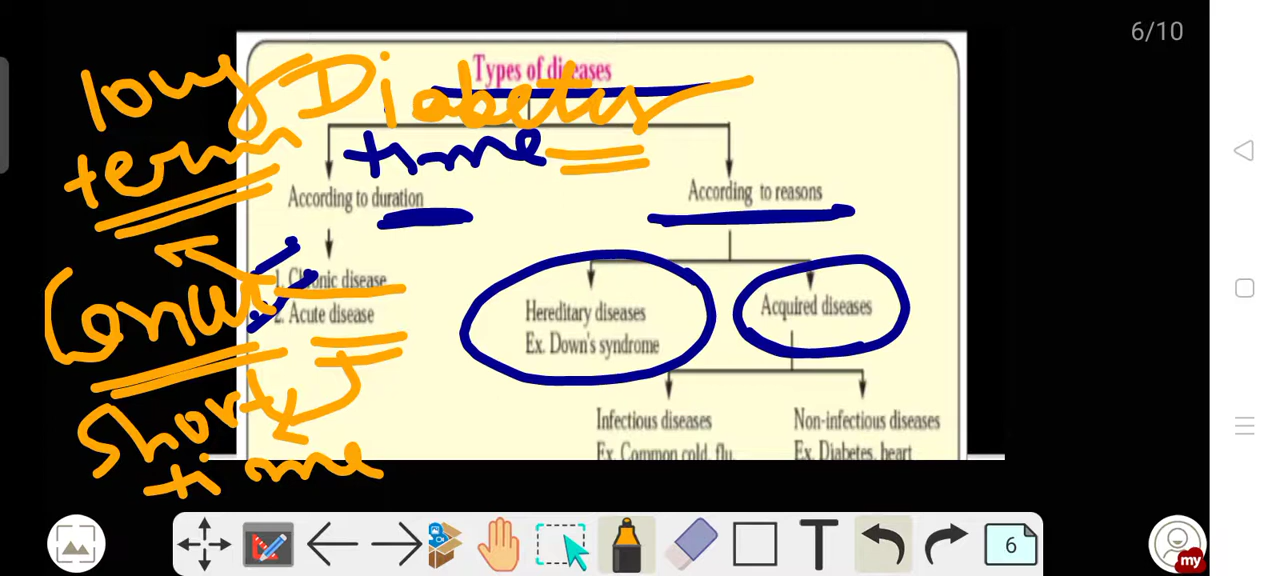 6/10
Types of diseases
Diabetes
long
term
time
According to duration
According to reasons
1. Chronic disease
2. Acute disease
Hereditary diseases
Ex. Down's syndrome
Acquired diseases
short
time
Infectious diseases
Ex. Common cold, flu,
Non-infectious diseases
Ex. Diabetes, heart
T
6
my